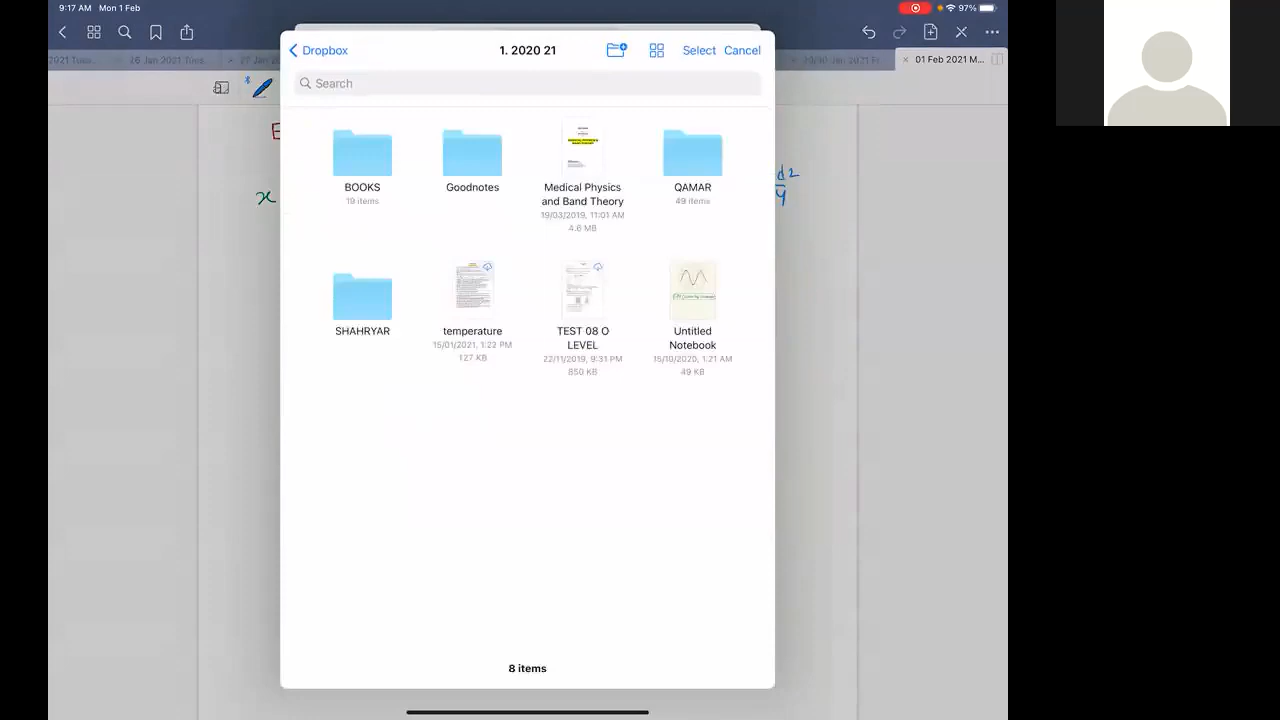 9:17 AM Mon 1 Feb
97%
Dropbox
1. 2020 21
Select
Cancel
2021 Tues...
01 Feb 2021 M...
Search
BOOKS
19 items
Goodnotes
Medical Physics
and Band Theory
19/03/2019, 11:01 AM
4.6 MB
QAMAR
49 items
x
d2
4
SHAHRYAR
temperature
15/01/2021, 1:22 PM
127 KB
TEST 08 O
LEVEL
22/11/2019, 9:31 PM
850 KB
Untitled
Notebook
15/10/2020, 1:21 AM
49 KB
8 items